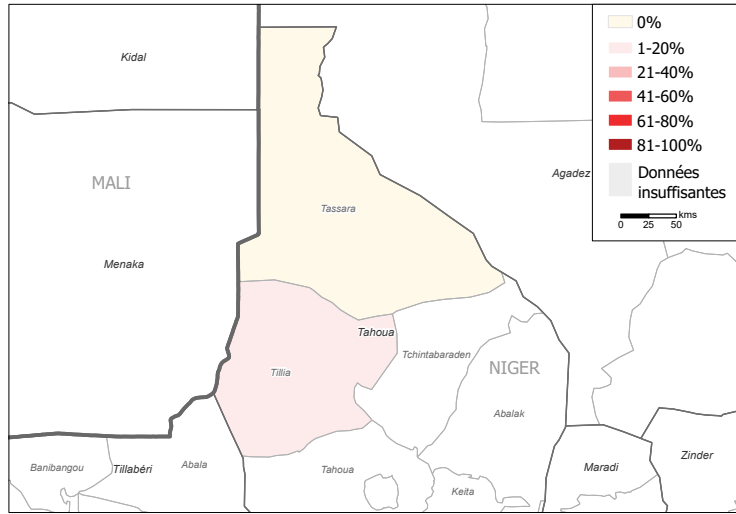 Kidal
0%
1-20%
21-40%
41-60%
61-80%
81-100%
Données
insuffisantes
kms
0 25 50
Agadez
MALI
Tassara
Menaka
Tahoua
Tchintabaraden
Tillia
NIGER
Abalak
Banibangou
Tillabéri
Abala
Tahoua
Keita
Maradi
Zinder